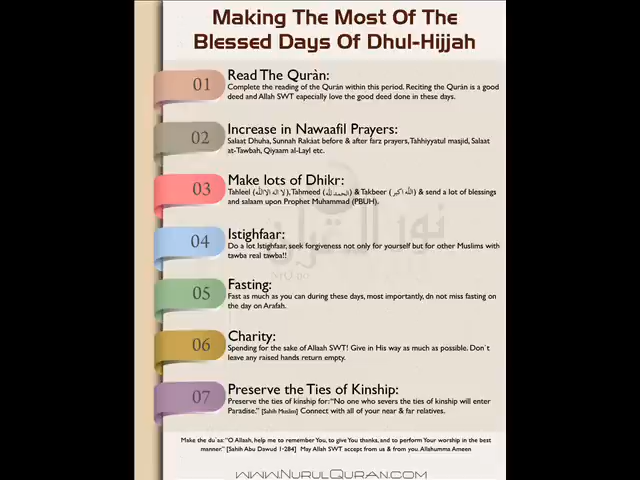 Making The Most Of The
Blessed Days Of Dhul-Hijjah
01
Read The Quràn:
Complete the reading of the Quràn within this period. Reciting the Quràn is a good
deed and Allah SWT eapecially love the good deed done in these days.
02
Increase in Nawaafil Prayers:
Salaat Dhuha, Sunnah Rakàat before & after farz prayers, Tahhiyyatul masjid, Salaat
at-Tawbah, Qiyaam al-Layl etc.
03
Make lots of Dhikr:
Tahleel (لا اله الاالله), Tahmeed (الحمدلله) & Takbeer (الله اكبر) & send a lot of blessings
and salaam upon Prophet Muhammad (PBUH).
نور القرآن
04
Istighfaar:
Do a lot Istighfaar, seek forgiveness not only for yourself but for other Muslims with
tawba real tawba!!
05
Fasting:
Fast as much as you can during these days, most importantly, dn not miss fasting on
the day on Arafah.
06
Charity:
Spending for the sake of Allaah SWT! Give in His way as much as possible. Don`t
leave any raised hands return empty.
07
Preserve the Ties of Kinship:
Preserve the ties of kinship for: "No one who severs the ties of kinship will enter
Paradise." [Sahih Muslim] Connect with all of your near & far relatives.
Make the du`aa: "O Allaah, help me to remember You, to give You thanks, and to perform Your worship in the best
manner." [Sahih Abu Dawud 1-284] May Allah SWT accept from us & from you. Allahumma Ameen
www.NurulQuran.com